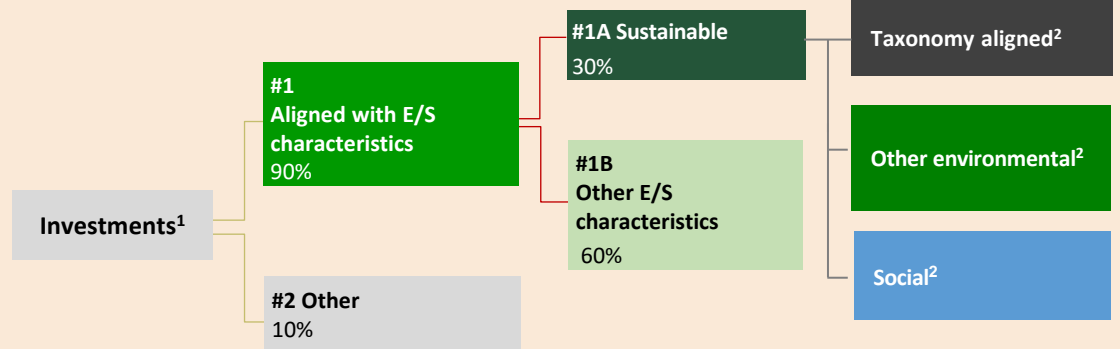 Investments¹
#1
Aligned with E/S
characteristics
90%
#2 Other
10%
#1A Sustainable
30%
#1B
Other E/S
characteristics
60%
Taxonomy aligned²
Other environmental²
Social²